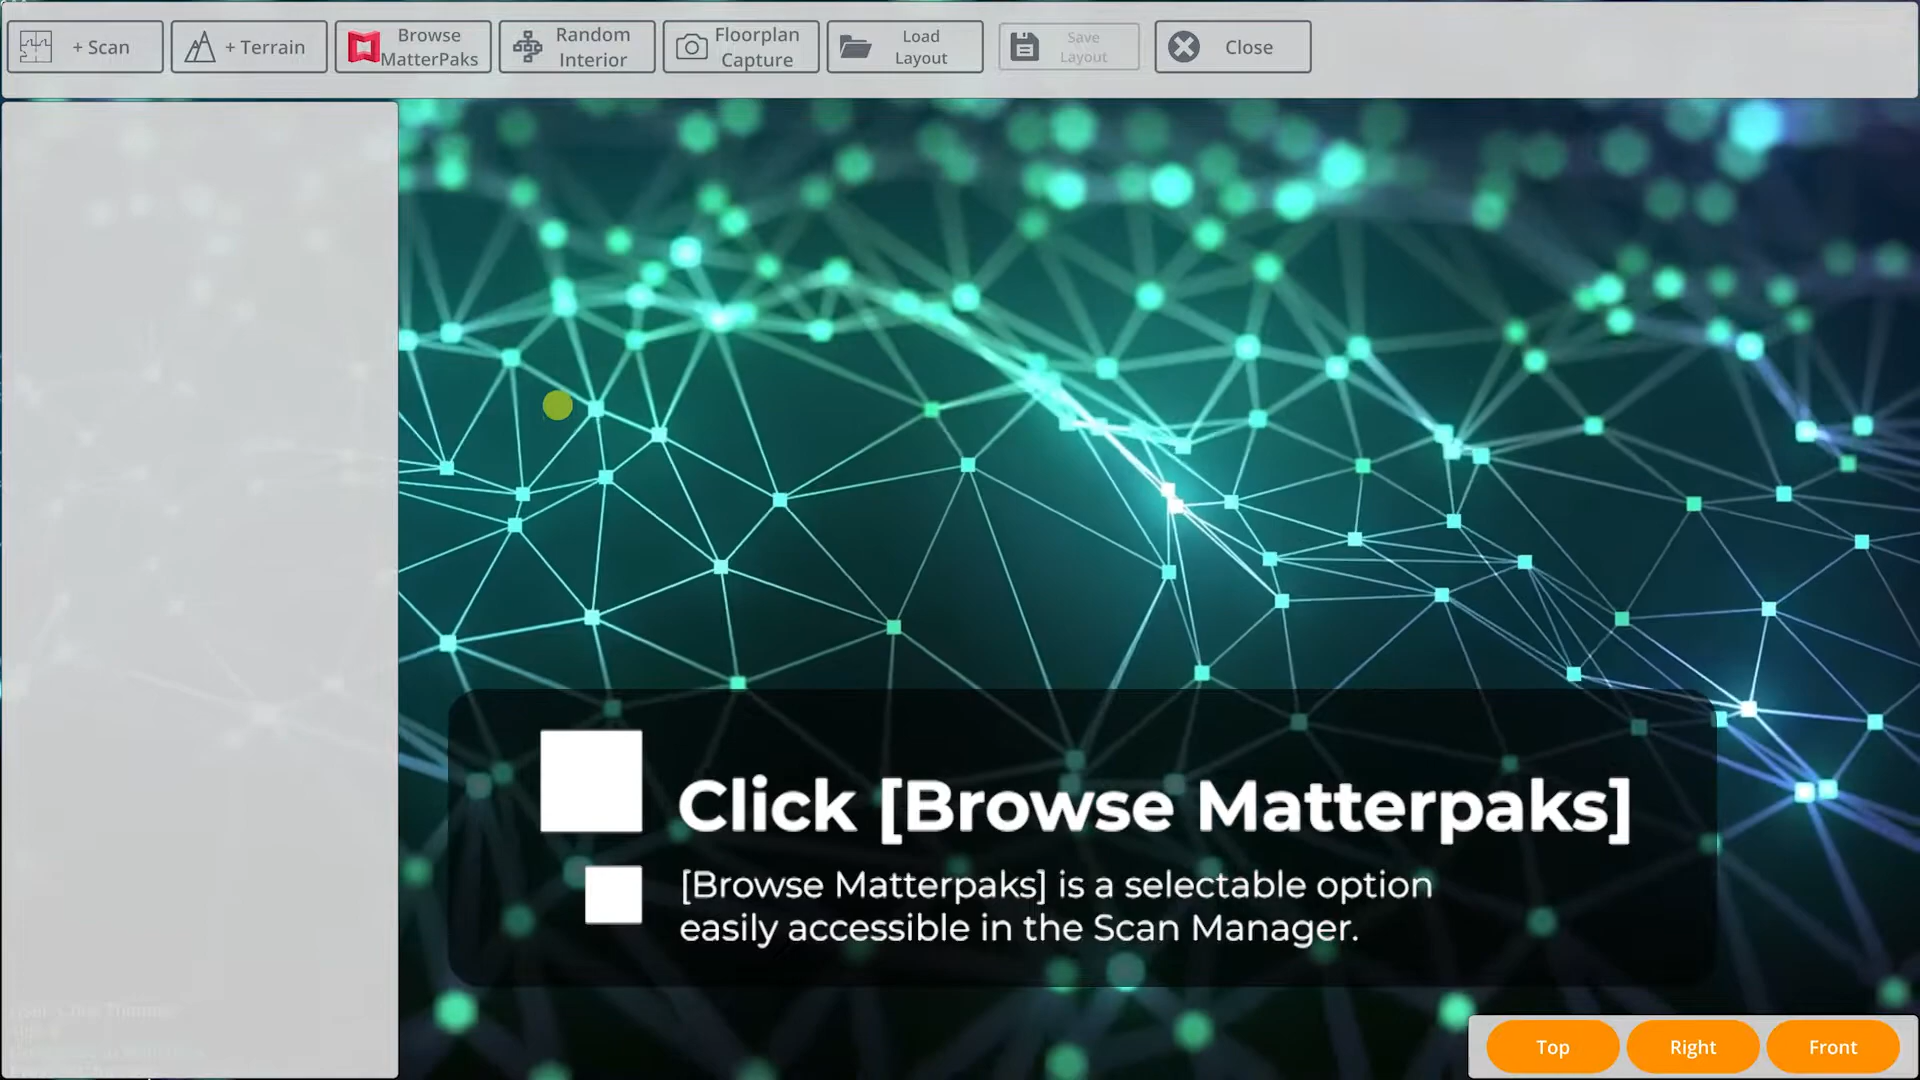 + Scan
+ Terrain
Browse
MatterPaks
Random
Interior
Floorplan
Capture
Load
Layout
Save
Layout
Close
Click [Browse Matterpaks]
[Browse Matterpaks] is a selectable option
easily accessible in the Scan Manager.
Top
Right
Front